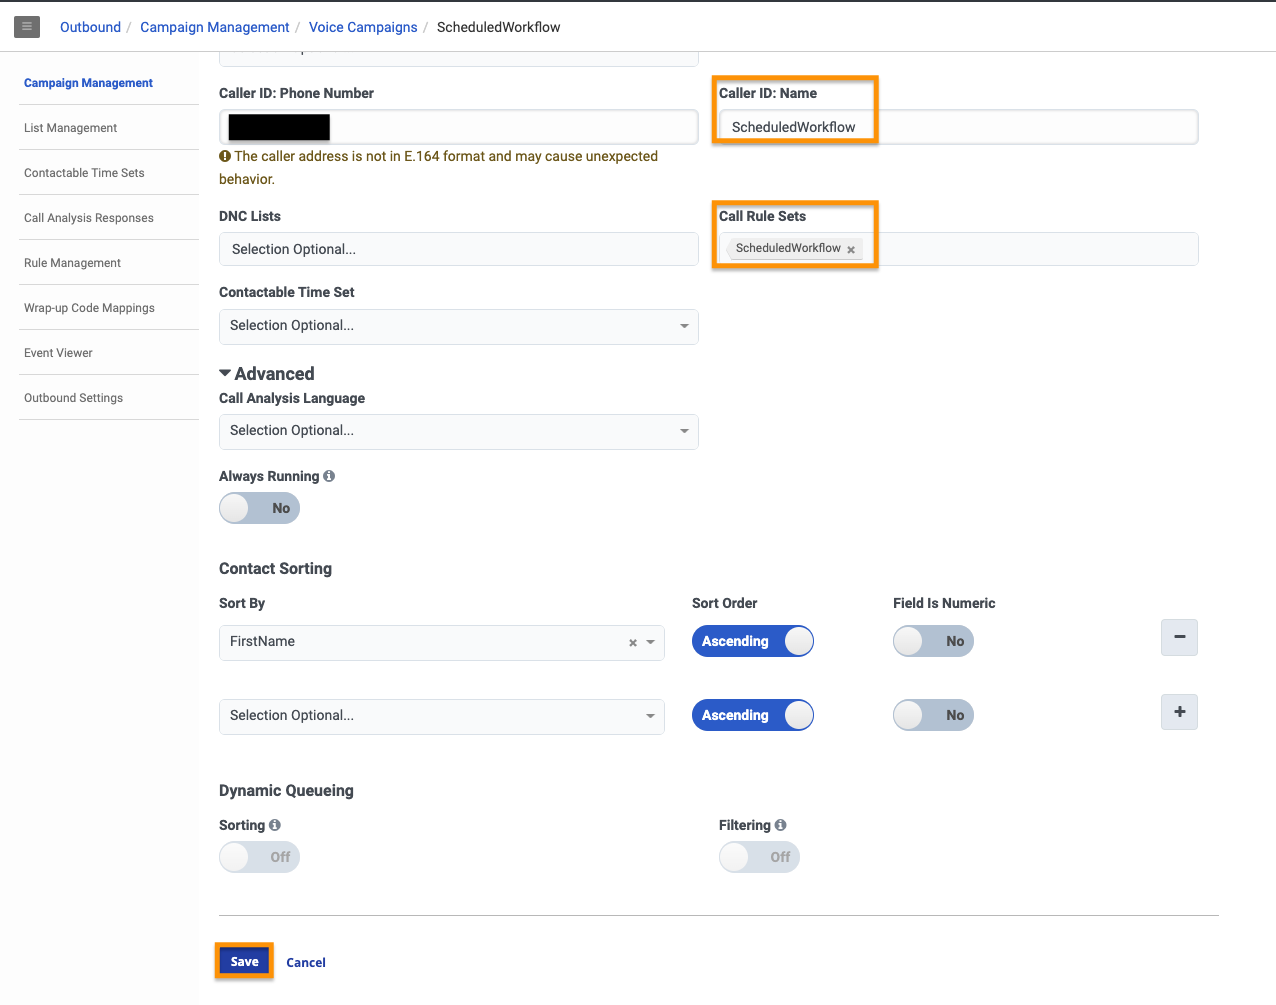 Outbound / Campaign Management / Voice Campaigns / ScheduledWorkflow
Campaign Management
List Management
Contactable Time Sets
Call Analysis Responses
Rule Management
Wrap-up Code Mappings
Event Viewer
Outbound Settings
Caller ID: Phone Number
Caller ID: Name
ScheduledWorkflow
The caller address is not in E.164 format and may cause unexpected
behavior.
DNC Lists
Call Rule Sets
Selection Optional...
ScheduledWorkflow ×
Contactable Time Set
Selection Optional...
Advanced
Call Analysis Language
Selection Optional...
Always Running
No
Contact Sorting
Sort By Sort Order Field Is Numeric
FirstName × Ascending No −
Selection Optional... Ascending No +
Dynamic Queueing
Sorting Filtering
Off Off
Save Cancel